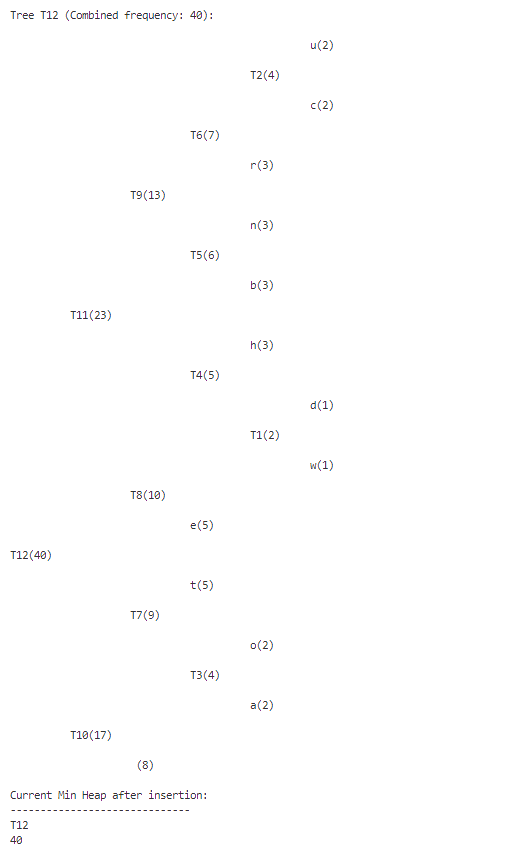 Tree T12 (Combined frequency: 40):
u(2)
T2(4)
c(2)
T6(7)
r(3)
T9(13)
n(3)
T5(6)
b(3)
T11(23)
h(3)
T4(5)
d(1)
T1(2)
w(1)
T8(10)
e(5)
T12(40)
t(5)
T7(9)
o(2)
T3(4)
a(2)
T10(17)
(8)
Current Min Heap after insertion:
------------------------------
T12
40